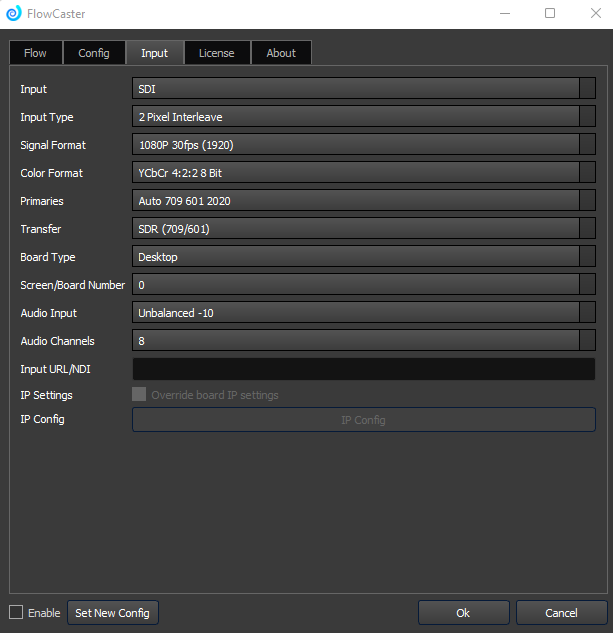 FlowCaster
Flow Config Input License About
Input SDI
Input Type 2 Pixel Interleave
Signal Format 1080P 30fps (1920)
Color Format YCbCr 4:2:2 8 Bit
Primaries Auto 709 601 2020
Transfer SDR (709/601)
Board Type Desktop
Screen/Board Number 0
Audio Input Unbalanced -10
Audio Channels 8
Input URL/NDI
IP Settings Override board IP settings
IP Config IP Config
Enable Set New Config Ok Cancel